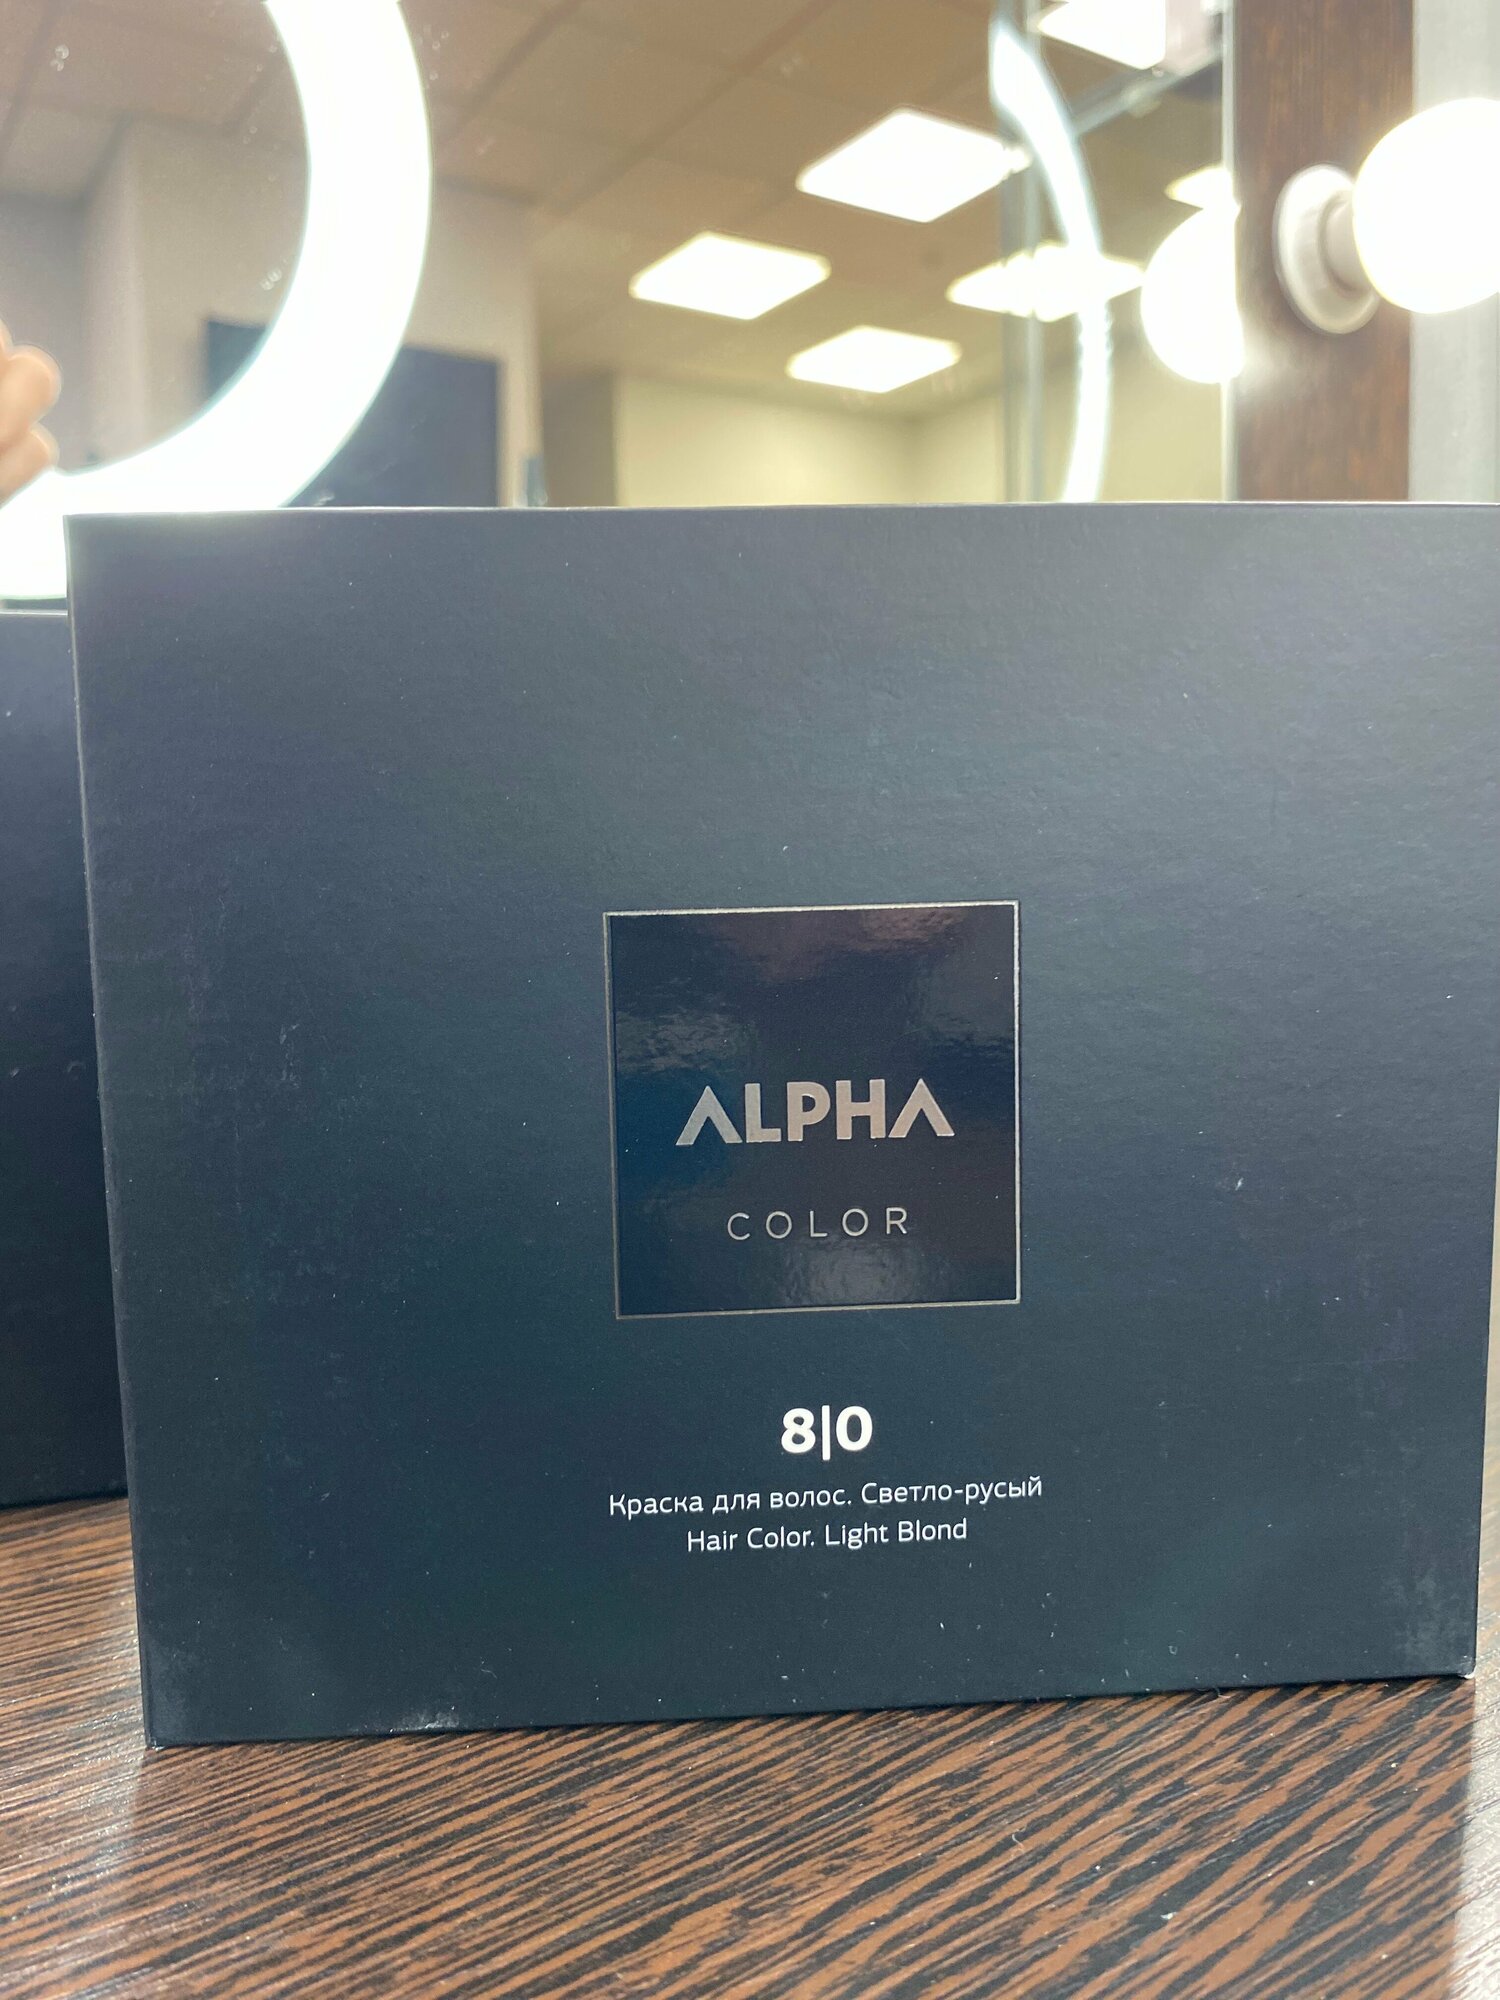 ALPHA
COLOR
8|0
Краска для волос. Светло-русый
Hair Color. Light Blond